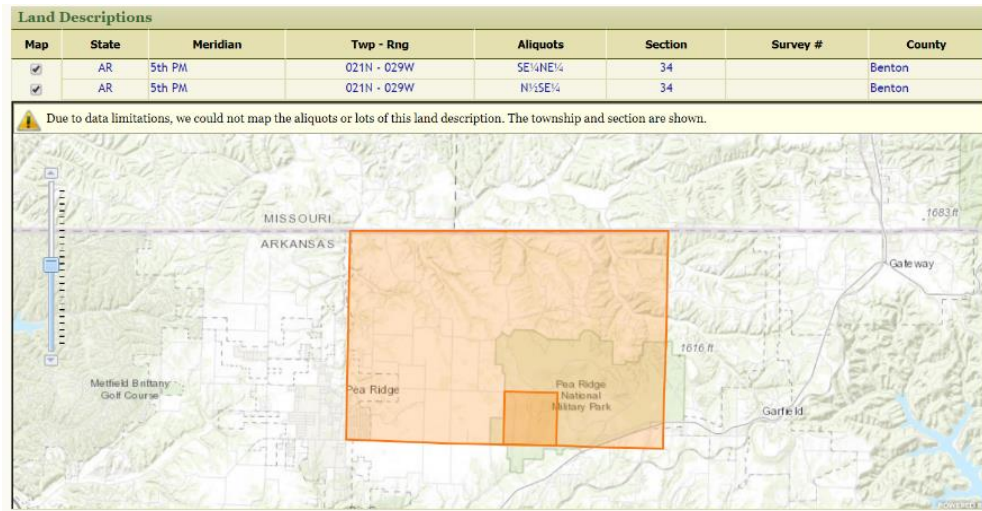 Land Descriptions
Map State Meridian Twp - Rng Aliquots Section Survey # County
AR 5th PM 021N - 029W SE¼NE¼ 34 Benton
AR 5th PM 021N - 029W N½SE¼ 34 Benton
Due to data limitations, we could not map the aliquots or lots of this land description. The township and section are shown.
MISSOURI
ARKANSAS
1683 ft
Gateway
1616 ft
Metfield Brittany
Golf Course
Pea Ridge
Pea Ridge
National
Military Park
Garfield
POWERED